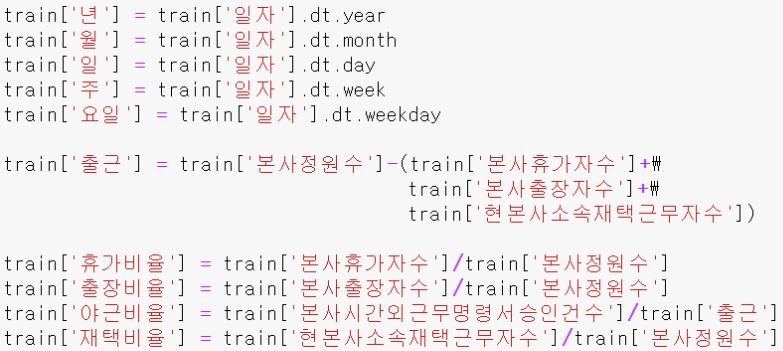 train['년'] = train['일자'].dt.year
train['월'] = train['일자'].dt.month
train['일'] = train['일자'].dt.day
train['주'] = train['일자'].dt.week
train['요일'] = train['일자'].dt.weekday
train['출근'] = train['본사정원수']-(train['본사휴가자수']+₩
train['본사출장자수']+₩
train['현본사소속재택근무자수'])
train['휴가비율'] = train['본사휴가자수']/train['본사정원수']
train['출장비율'] = train['본사출장자수']/train['본사정원수']
train['야근비율'] = train['본사시간외근무명령서승인건수']/train['출근']
train['재택비율'] = train['현본사소속재택근무자수']/train['본사정원수']